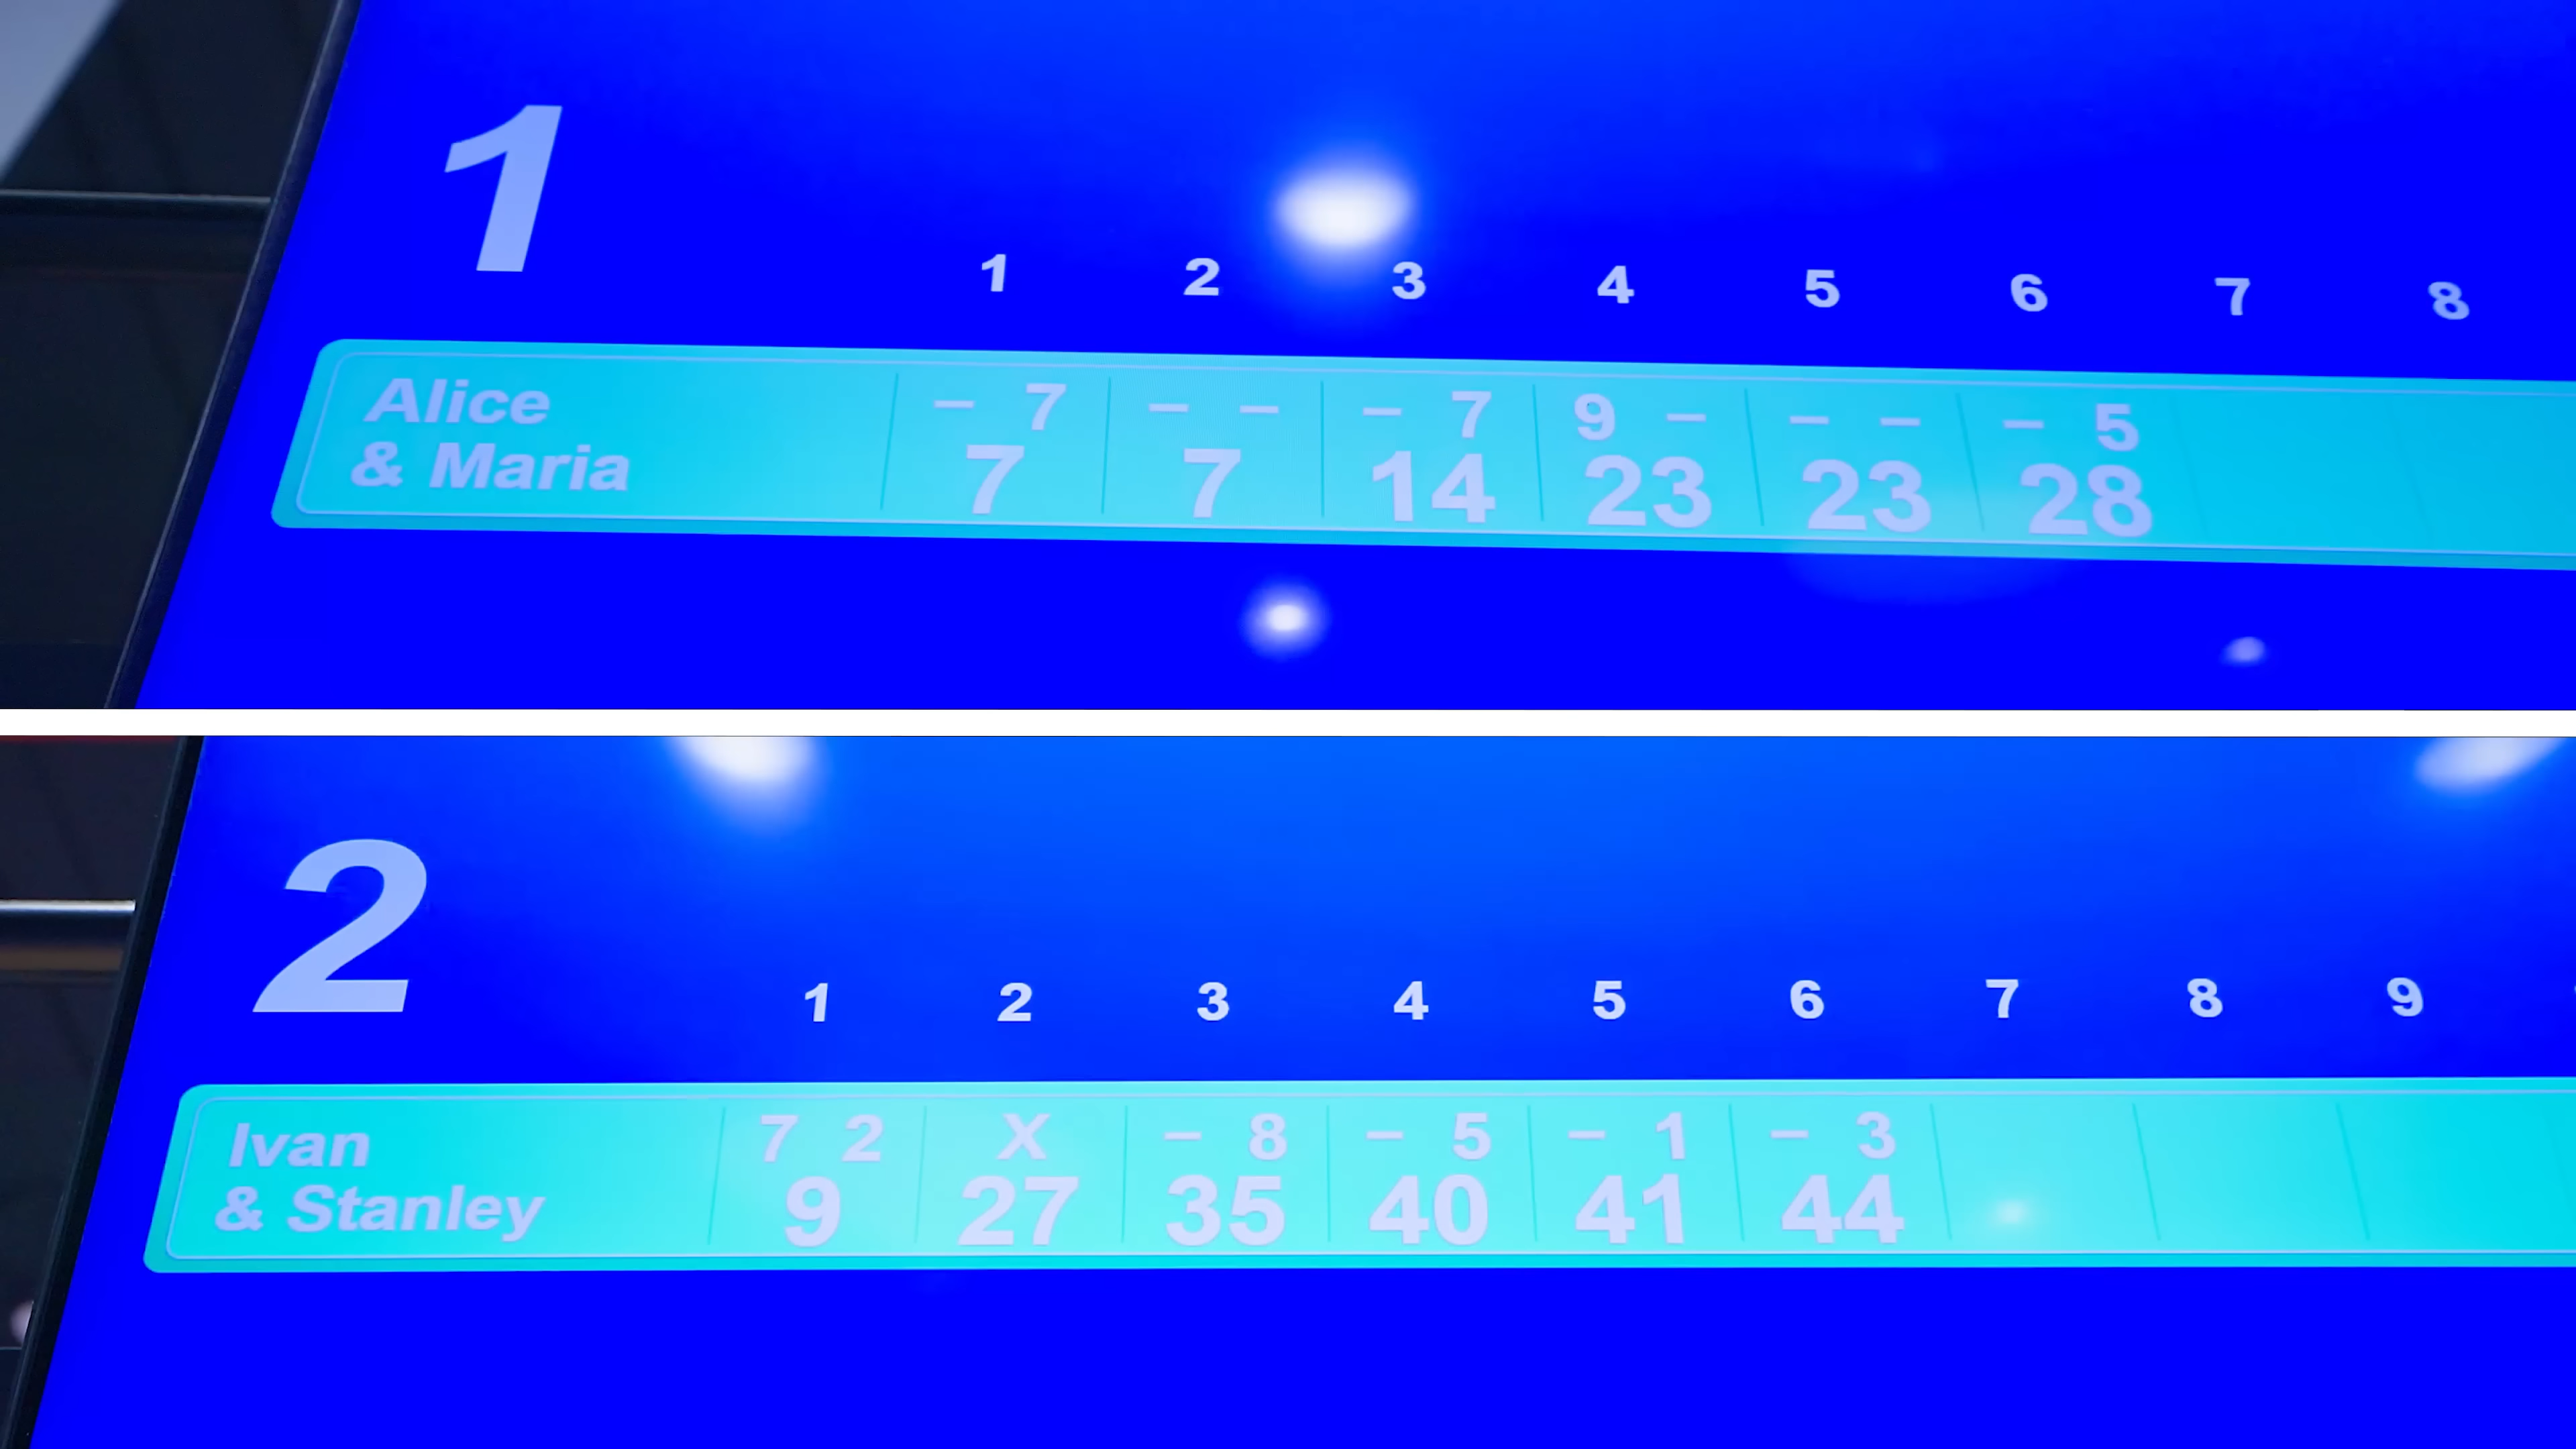 1
1 2 3 4 5 6 7 8
Alice
& Maria
– 7 – – – 7 9 – – – – 5
7 7 14 23 23 28
2
1 2 3 4 5 6 7 8 9
Ivan
& Stanley
7 2 X – 8 – 5 – 1 – 3
9 27 35 40 41 44